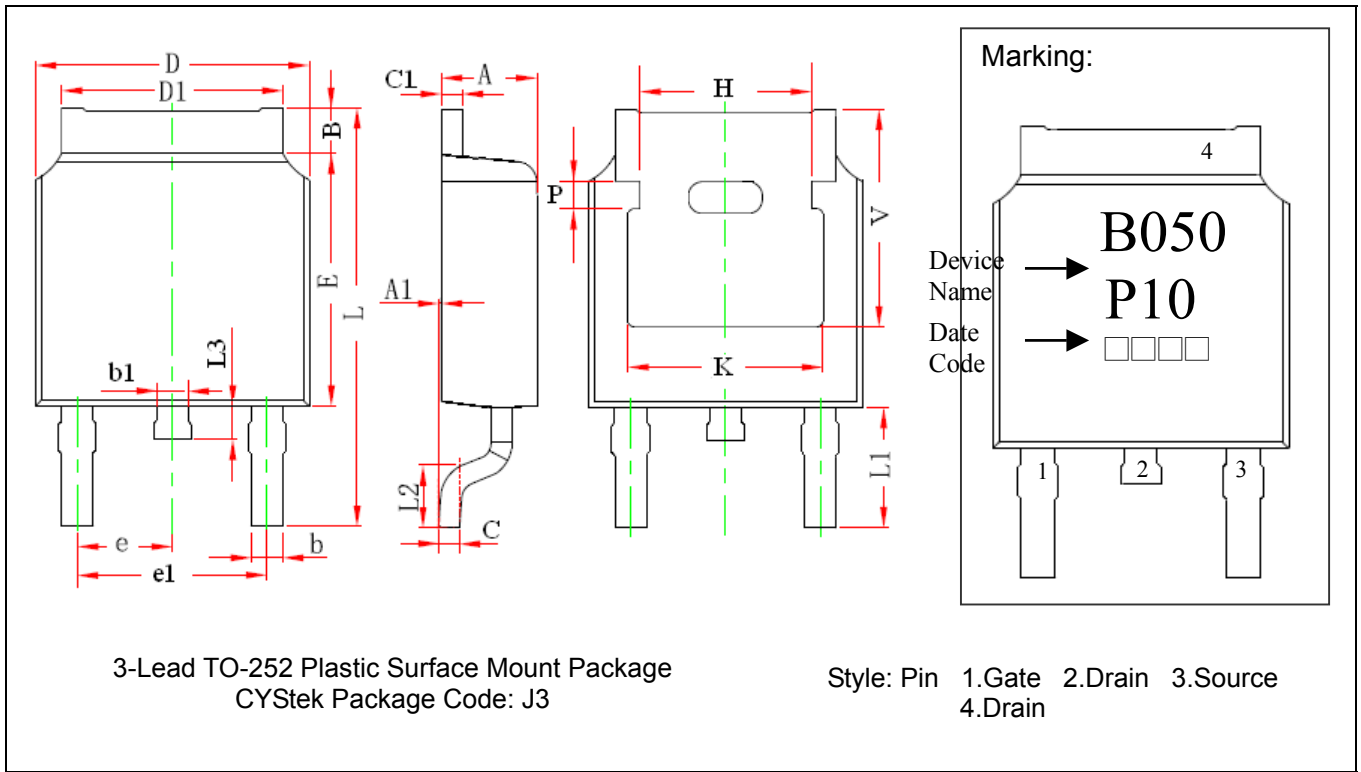 D
D1
B
E
L
L3
b1
e
e1
b
C1
A
A1
L2
C
H
P
V
K
L1
Marking:
4
B050
P10
Device
Name
Date
Code
□□□□
1
2
3
3-Lead TO-252 Plastic Surface Mount Package
CYStek Package Code: J3
Style: Pin 1.Gate 2.Drain 3.Source
4.Drain